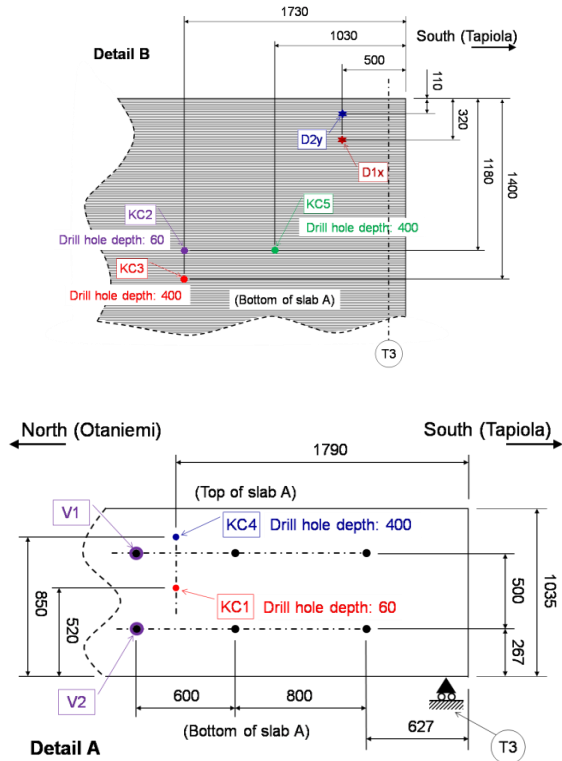 1730
1030
South (Tapiola)
Detail B
500
110
320
D2y
1180
D1x
1400
KC2
KC5
Drill hole depth: 60
Drill hole depth: 400
KC3
Drill hole depth: 400
(Bottom of slab A)
T3
North (Otaniemi)
South (Tapiola)
1790
(Top of slab A)
V1
KC4 Drill hole depth: 400
850
520
KC1 Drill hole depth: 60
500
1035
267
V2
600
800
(Bottom of slab A)
627
Detail A
T3